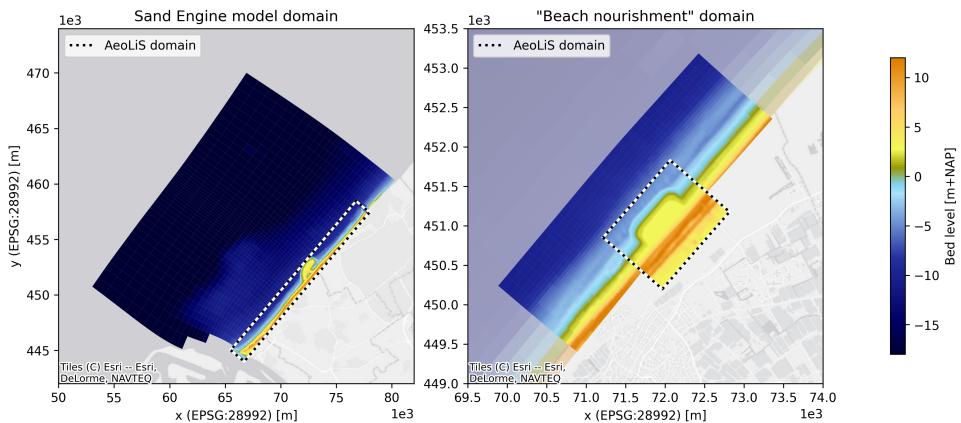 Sand Engine model domain
1e3
AeoLiS domain
470
465
460
455
450
445
y (EPSG:28992) [m]
Tiles (C) Esri -- Esri,
DeLorme, NAVTEQ
50 55 60 65 70 75 80
x (EPSG:28992) [m]
1e3
"Beach nourishment" domain
1e3
AeoLiS domain
453.5
453.0
452.5
452.0
451.5
451.0
450.5
450.0
449.5
449.0
Tiles (C) Esri -- Esri,
DeLorme, NAVTEQ
69.5 70.0 70.5 71.0 71.5 72.0 72.5 73.0 73.5 74.0
x (EPSG:28992) [m]
1e3
10
5
0
−5
−10
−15
Bed level [m+NAP]